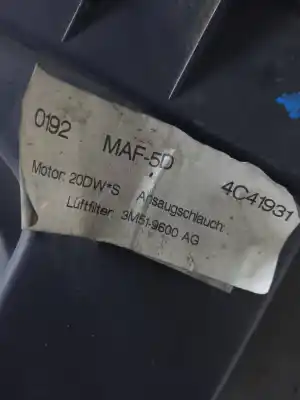 0192 MAF-5D 4C41931
Motor: 20DW*S Ansaugschlauch:
Luftfilter: 3M51-9600 AG